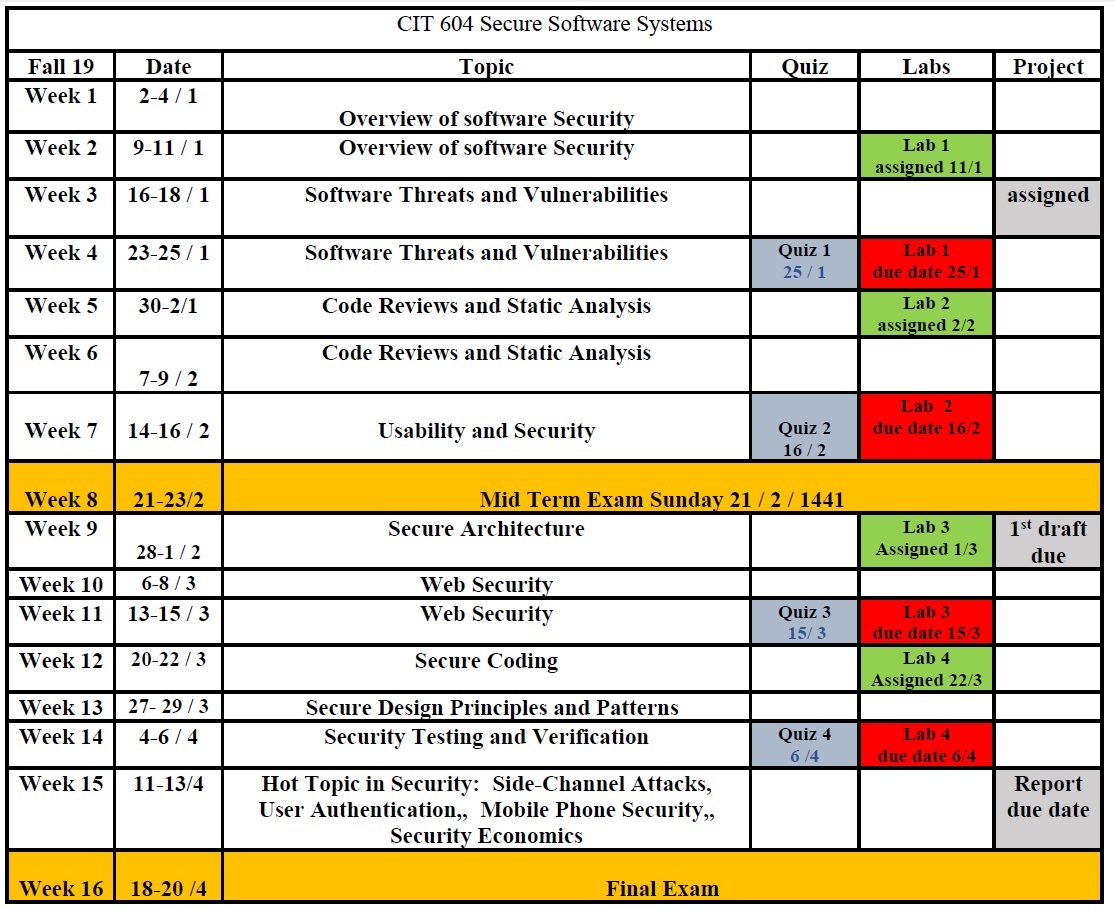 CIT 604 Secure Software Systems
Fall 19 Date Topic Quiz Labs Project
Week 1 2-4 / 1
Overview of software Security
Week 2 9-11 / 1 Overview of software Security Lab 1
assigned 11/1
Week 3 16-18 / 1 Software Threats and Vulnerabilities assigned
Week 4 23-25 / 1 Software Threats and Vulnerabilities Quiz 1 Lab 1
25 / 1 due date 25/1
Week 5 30-2/1 Code Reviews and Static Analysis Lab 2
assigned 2/2
Week 6 Code Reviews and Static Analysis
7-9 / 2
Lab 2
Week 7 14-16 / 2 Usability and Security Quiz 2 due date 16/2
16 / 2
Week 8 21-23/2 Mid Term Exam Sunday 21 / 2 / 1441
Week 9 Secure Architecture Lab 3 1st draft
28-1 / 2 Assigned 1/3 due
Week 10 6-8 / 3 Web Security
Week 11 13-15 / 3 Web Security Quiz 3 Lab 3
15/ 3 due date 15/3
Week 12 20-22 / 3 Secure Coding Lab 4
Assigned 22/3
Week 13 27- 29 / 3 Secure Design Principles and Patterns
Week 14 4-6 / 4 Security Testing and Verification Quiz 4 Lab 4
6 /4 due date 6/4
Week 15 11-13/4 Hot Topic in Security: Side-Channel Attacks, Report
User Authentication,, Mobile Phone Security,, due date
Security Economics
Week 16 18-20 /4 Final Exam